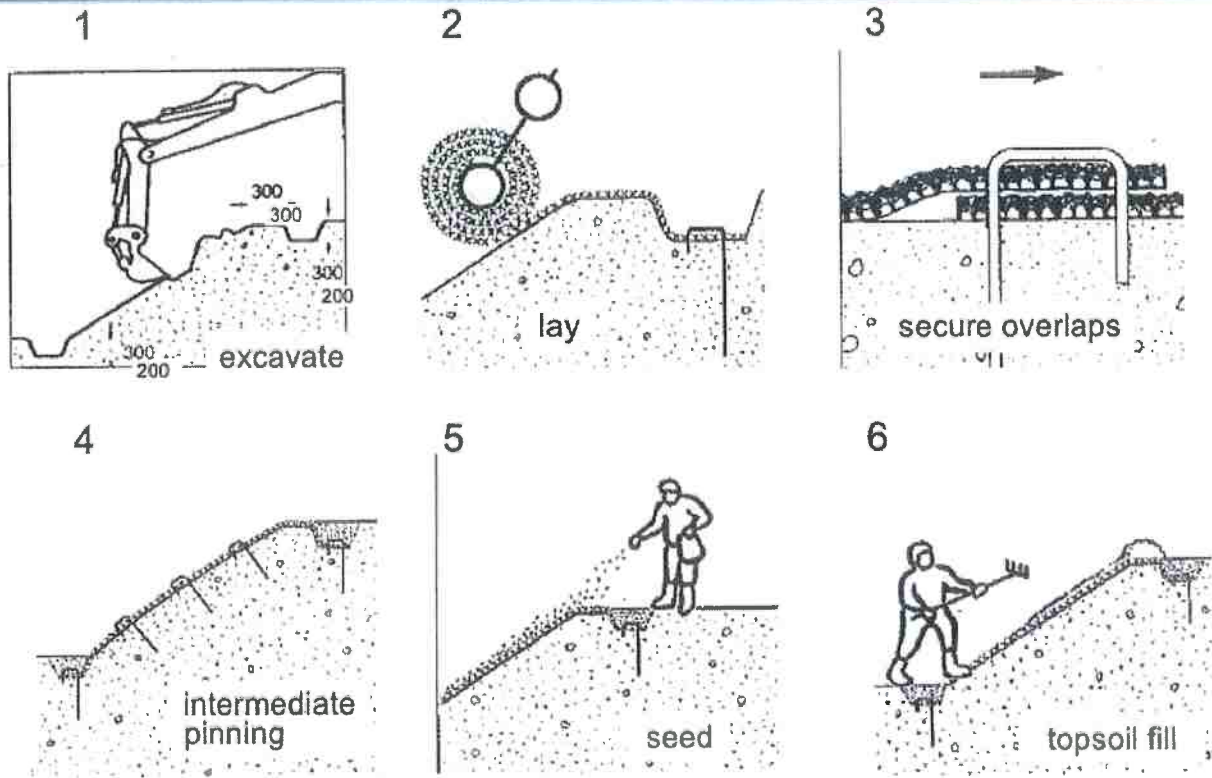 1
2
3
300
300
300
200
300
200
excavate
lay
secure overlaps
4
5
6
intermediate
pinning
seed
topsoil fill